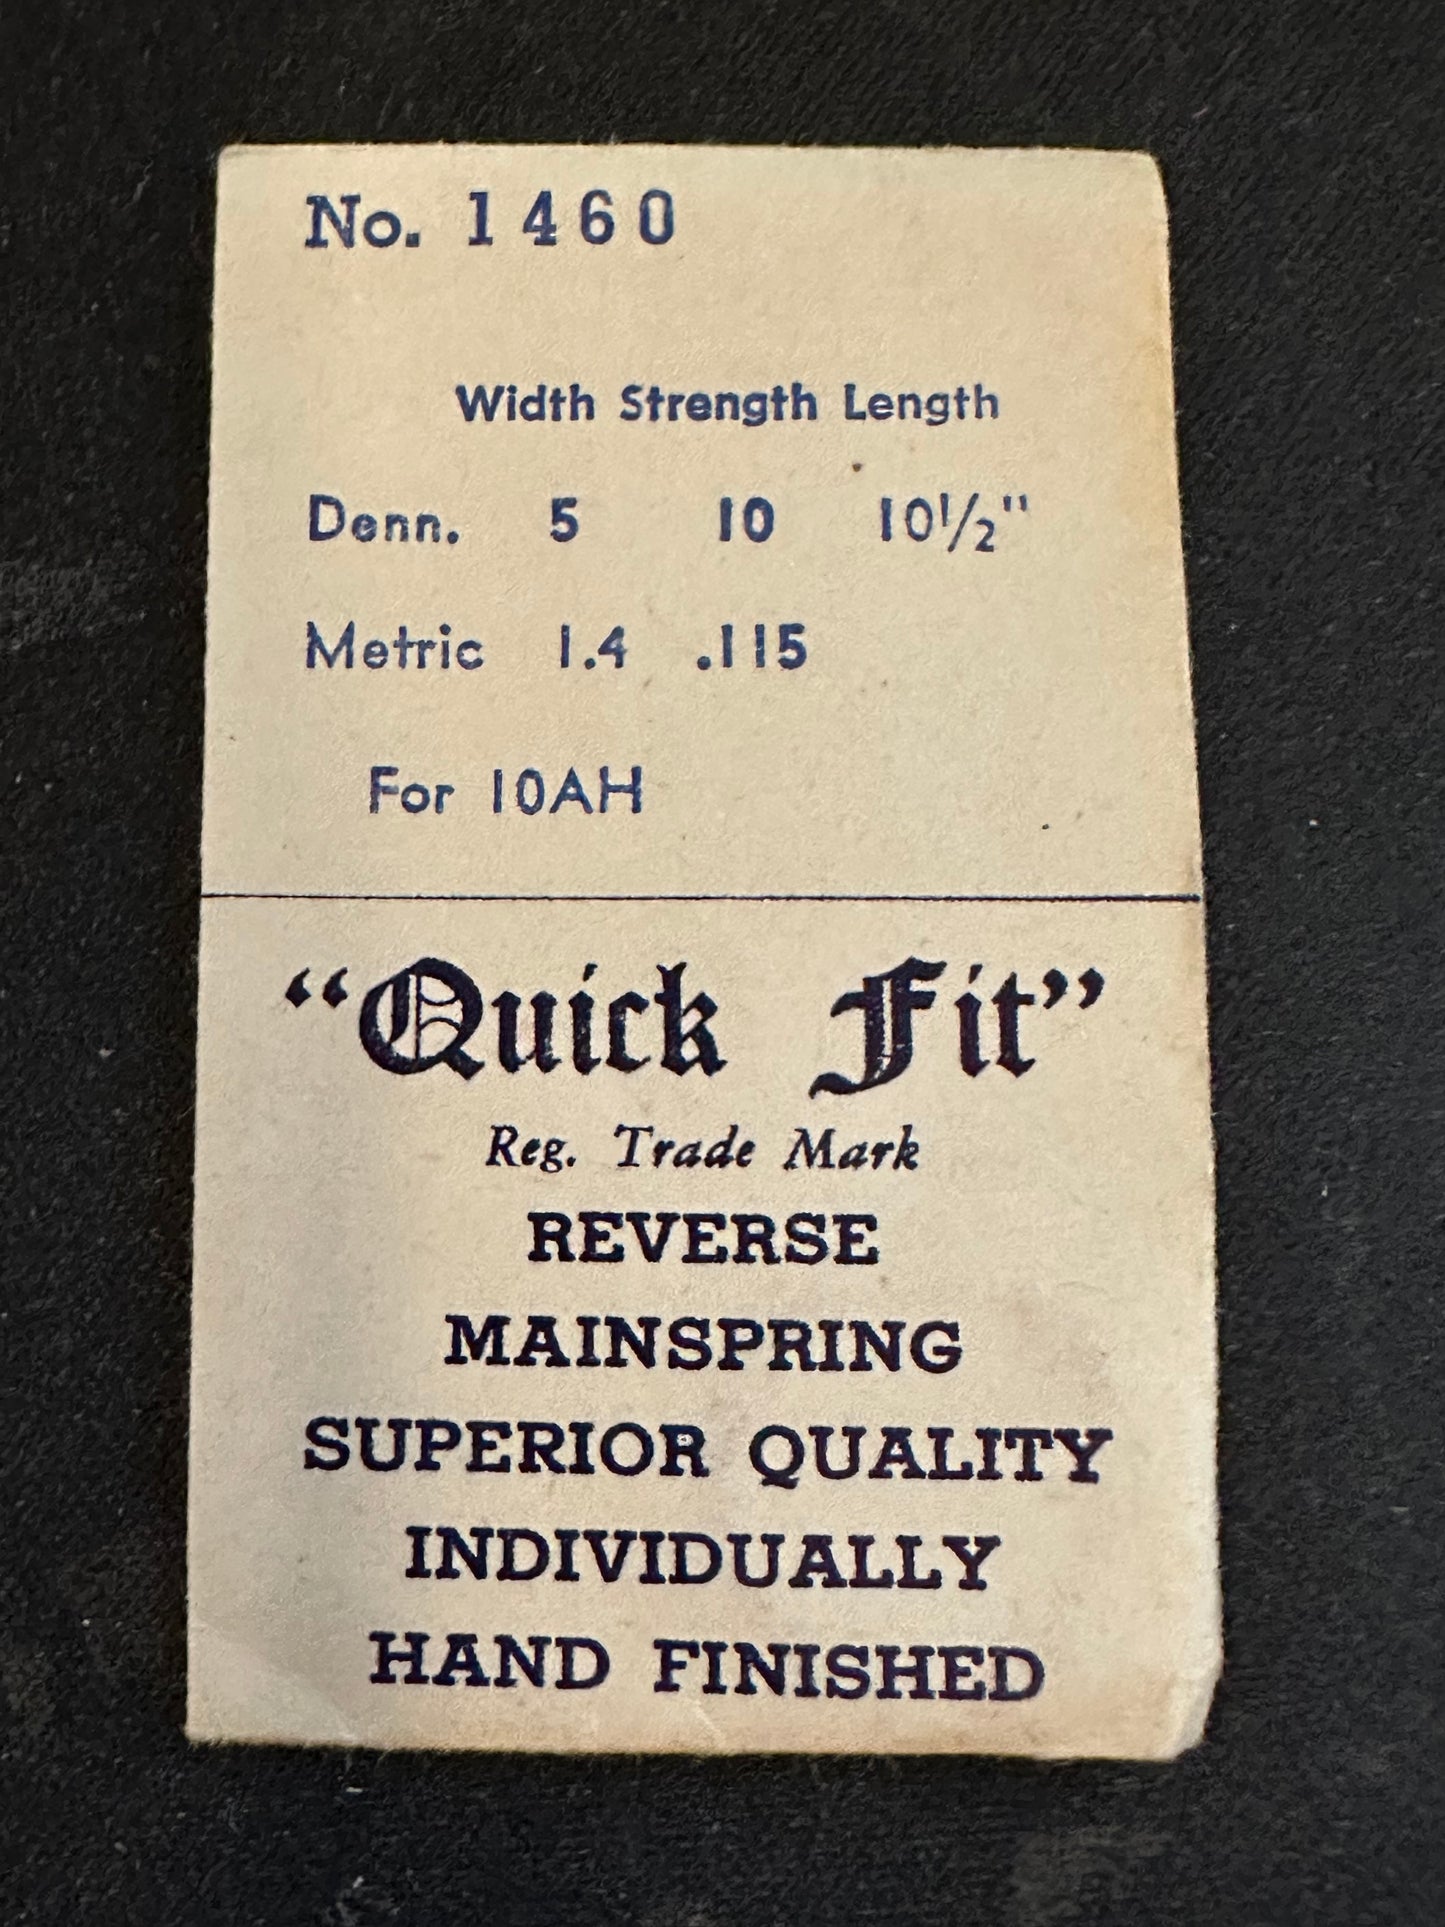 No. 1460
Width Strength Length
Denn. 5 10 10½"
Metric 1.4 .115
For 10AH
“Quick Fit”
Reg. Trade Mark
REVERSE
MAINSPRING
SUPERIOR QUALITY
INDIVIDUALLY
HAND FINISHED